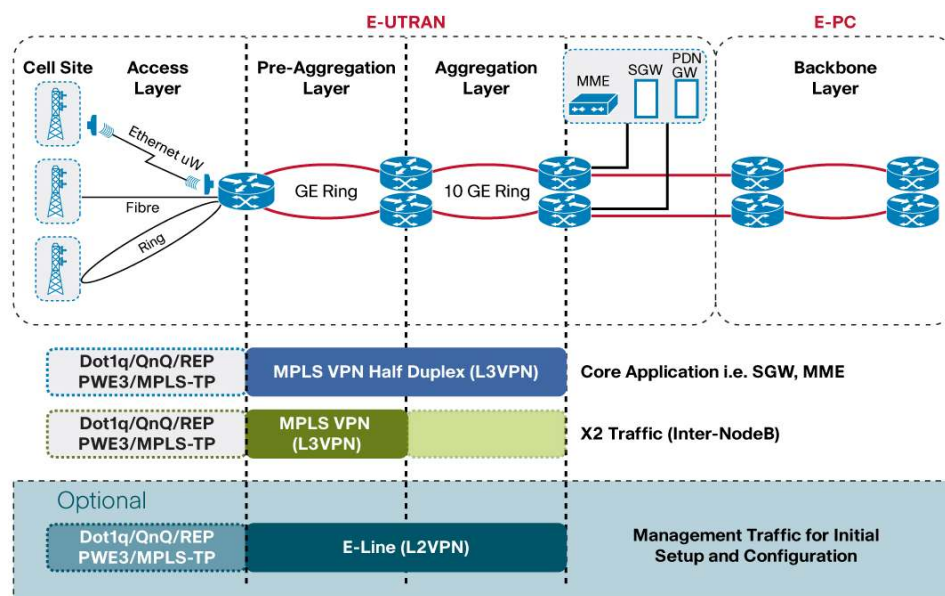 E-UTRAN
E-PC
Cell Site
Access
Layer
Pre-Aggregation
Layer
Aggregation
Layer
MME
SGW
PDN
GW
Backbone
Layer
Ethernet uW
Fibre
Ring
GE Ring
10 GE Ring
Dot1q/QnQ/REP
PWE3/MPLS-TP
MPLS VPN Half Duplex (L3VPN)
Core Application i.e. SGW, MME
Dot1q/QnQ/REP
PWE3/MPLS-TP
MPLS VPN
(L3VPN)
X2 Traffic (Inter-NodeB)
Optional
Dot1q/QnQ/REP
PWE3/MPLS-TP
E-Line (L2VPN)
Management Traffic for Initial
Setup and Configuration